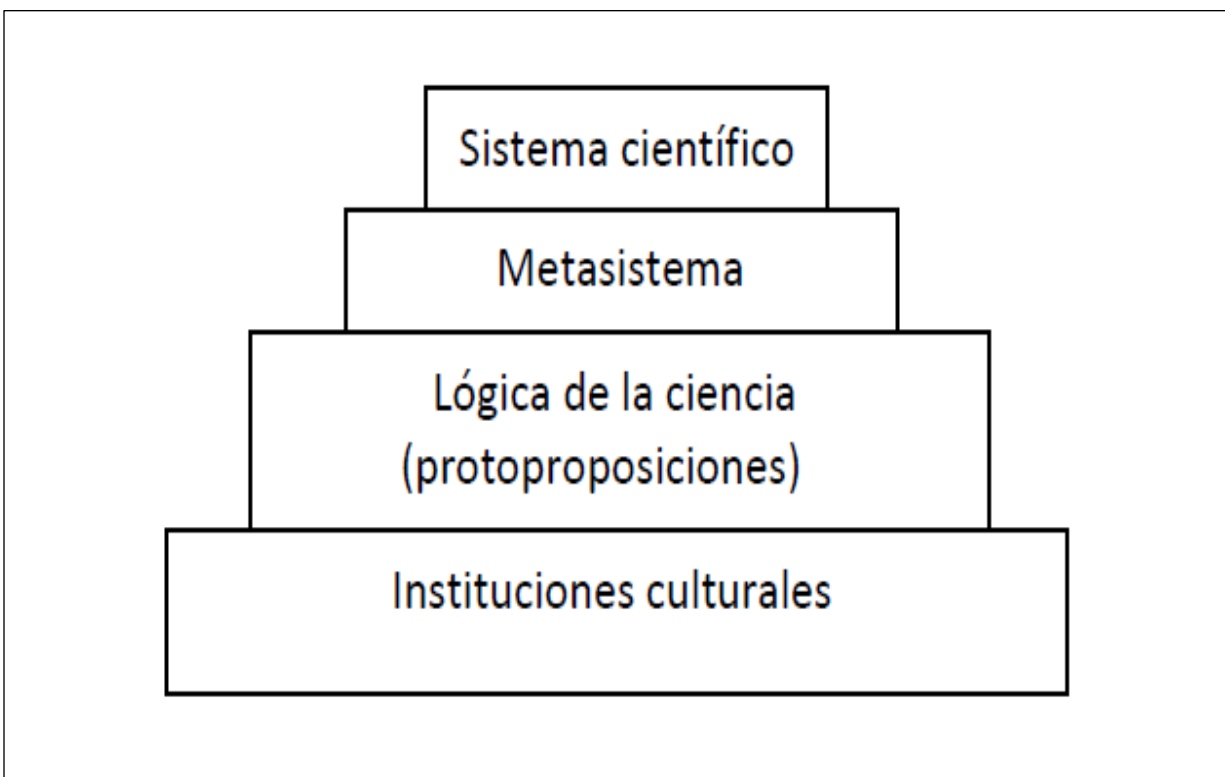 Sistema científico
Metasistema
Lógica de la ciencia
(protoproposiciones)
Instituciones culturales